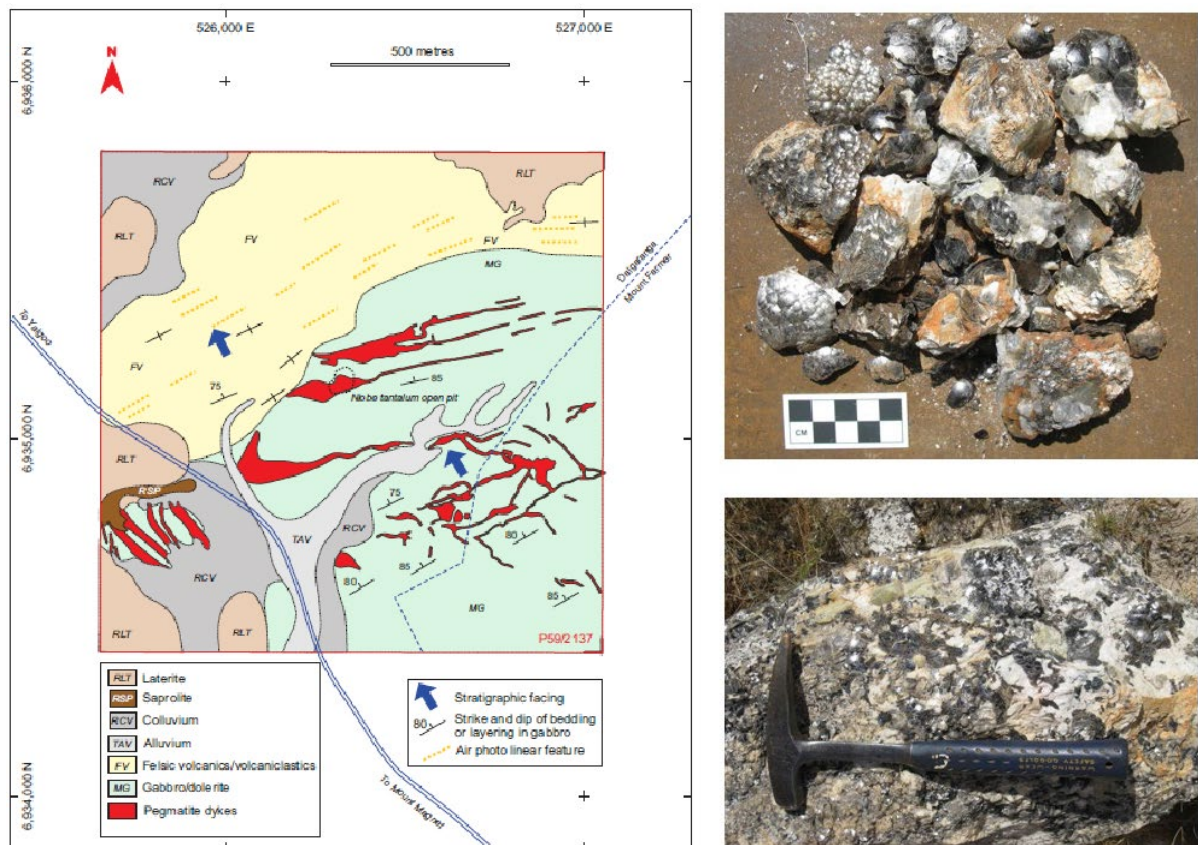 526,000 E
527,000 E
500 metres
N
6,936,000 N
RCV
RLT
RLT
FV
FV
MG
Dalgaranga
Mount Farmer
To Yalgoo
FV
75
85
Niobe tantalum open pit
6,935,000 N
RLT
RSP
75
RCV
TAV
80
RCV
85
80
85
MG
RLT
RLT
P59/2137
RLT Laterite
RSP Saprolite
RCV Colluvium
TAV Alluvium
FV Felsic volcanics/volcaniclastics
MG Gabbro/dolerite
Pegmatite dykes
Stratigraphic facing
80 Strike and dip of bedding
or layering in gabbro
Air photo linear feature
To Mount Magnet
6,934,000 N
CM